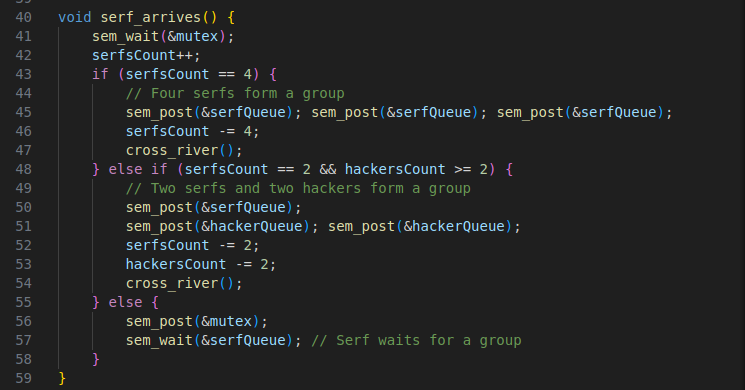 40 void serf_arrives() {
41     sem_wait(&mutex);
42     serfsCount++;
43     if (serfsCount == 4) {
44         // Four serfs form a group
45         sem_post(&serfQueue); sem_post(&serfQueue); sem_post(&serfQueue);
46         serfsCount -= 4;
47         cross_river();
48     } else if (serfsCount == 2 && hackersCount >= 2) {
49         // Two serfs and two hackers form a group
50         sem_post(&serfQueue);
51         sem_post(&hackerQueue); sem_post(&hackerQueue);
52         serfsCount -= 2;
53         hackersCount -= 2;
54         cross_river();
55     } else {
56         sem_post(&mutex);
57         sem_wait(&serfQueue); // Serf waits for a group
58     }
59 }